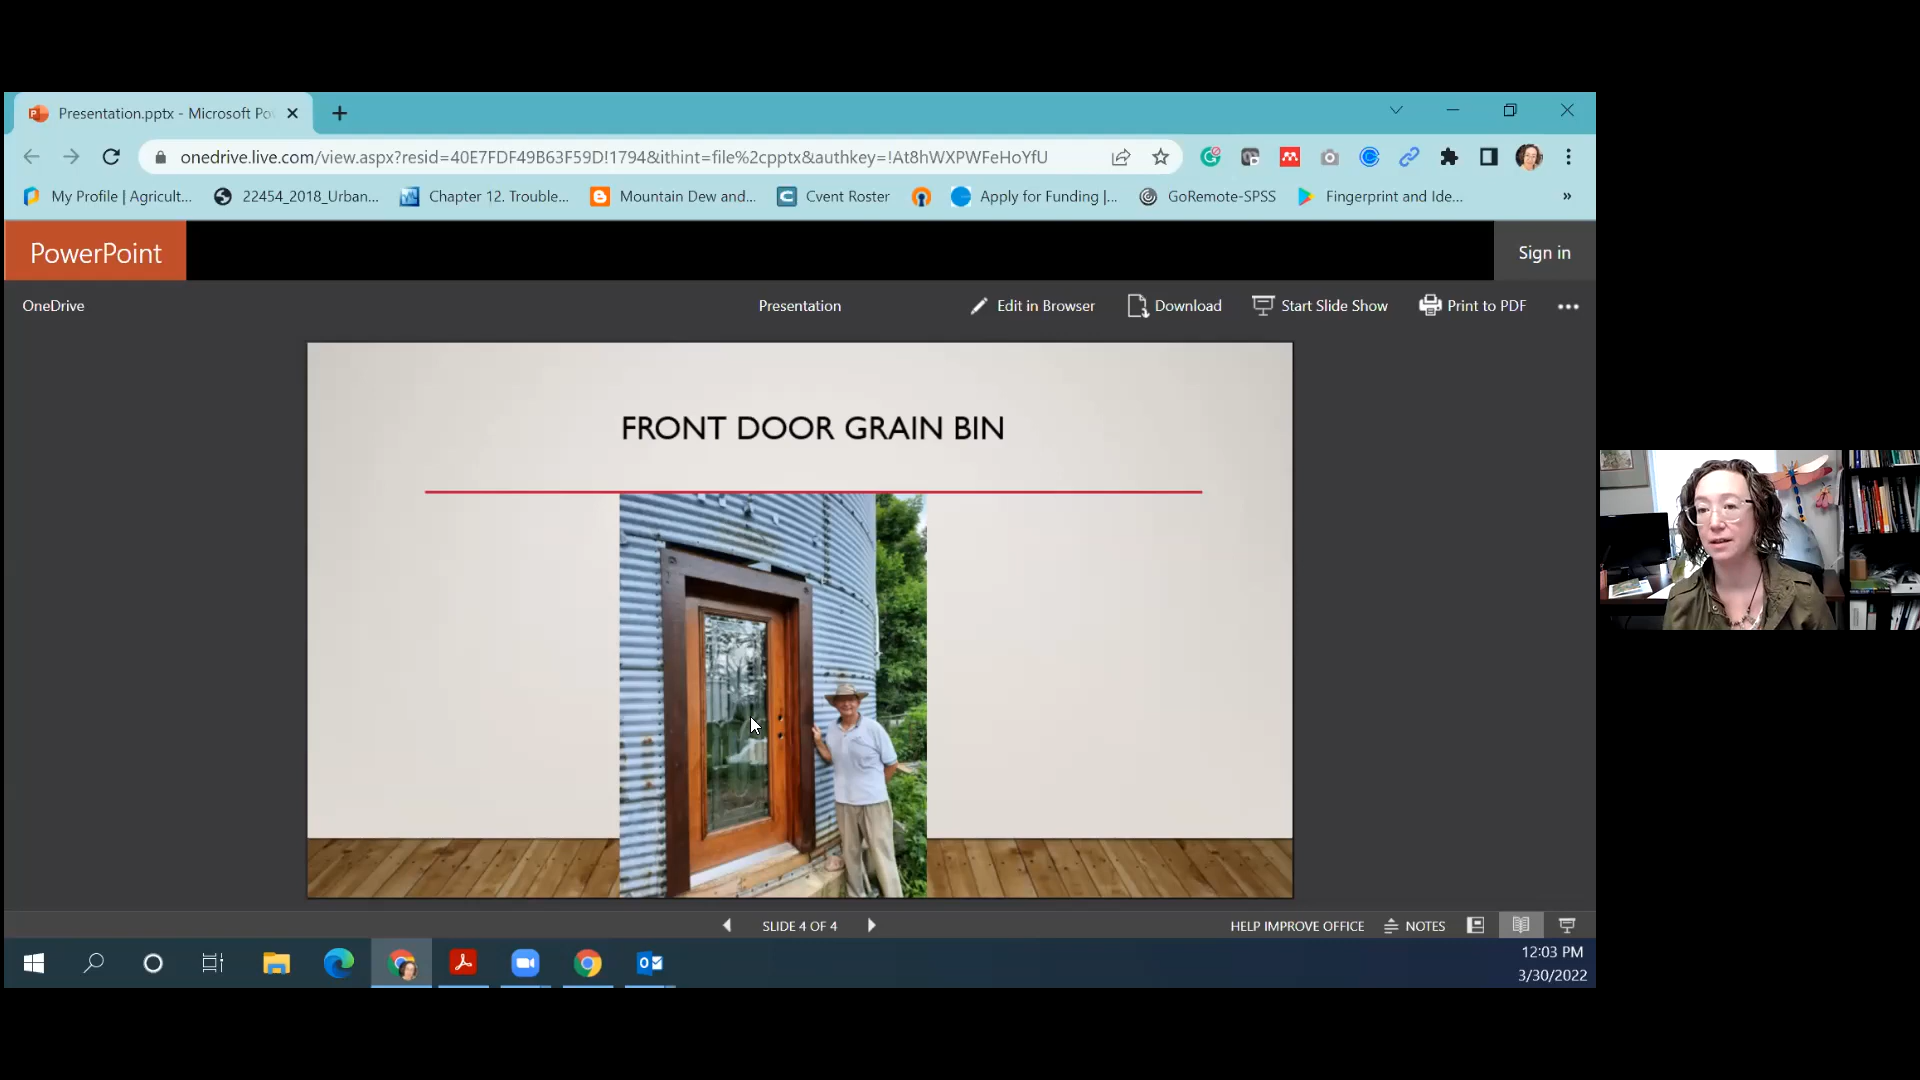 Presentation.pptx - Microsoft Po
onedrive.live.com/view.aspx?resid=40E7FDF49B63F59D!1794&ithint=file%2cpptx&authkey=!At8hWXPWFeHoYfU
My Profile | Agricult... 22454_2018_Urban... Chapter 12. Trouble... Mountain Dew and... Cvent Roster Apply for Funding |... GoRemote-SPSS Fingerprint and Ide... »
PowerPoint Sign in
OneDrive Presentation Edit in Browser Download Start Slide Show Print to PDF
FRONT DOOR GRAIN BIN
SLIDE 4 OF 4 HELP IMPROVE OFFICE NOTES
12:03 PM
3/30/2022